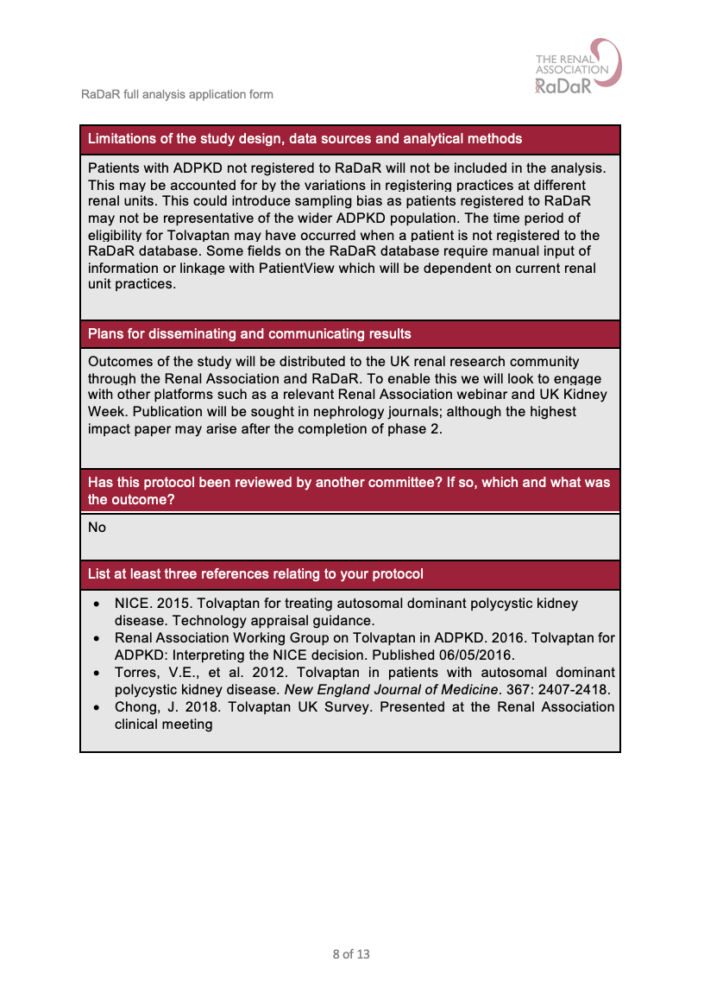 THE RENAL
ASSOCIATION
RaDaR
RaDaR full analysis application form
Limitations of the study design, data sources and analytical methods
Patients with ADPKD not registered to RaDaR will not be included in the analysis.
This may be accounted for by the variations in registering practices at different
renal units. This could introduce sampling bias as patients registered to RaDaR
may not be representative of the wider ADPKD population. The time period of
eligibility for Tolvaptan may have occurred when a patient is not registered to the
RaDaR database. Some fields on the RaDaR database require manual input of
information or linkage with PatientView which will be dependent on current renal
unit practices.
Plans for disseminating and communicating results
Outcomes of the study will be distributed to the UK renal research community
through the Renal Association and RaDaR. To enable this we will look to engage
with other platforms such as a relevant Renal Association webinar and UK Kidney
Week. Publication will be sought in nephrology journals; although the highest
impact paper may arise after the completion of phase 2.
Has this protocol been reviewed by another committee? If so, which and what was
the outcome?
No
List at least three references relating to your protocol
• NICE. 2015. Tolvaptan for treating autosomal dominant polycystic kidney
disease. Technology appraisal guidance.
• Renal Association Working Group on Tolvaptan in ADPKD. 2016. Tolvaptan for
ADPKD: Interpreting the NICE decision. Published 06/05/2016.
• Torres, V.E., et al. 2012. Tolvaptan in patients with autosomal dominant
polycystic kidney disease. New England Journal of Medicine. 367: 2407-2418.
• Chong, J. 2018. Tolvaptan UK Survey. Presented at the Renal Association
clinical meeting
8 of 13